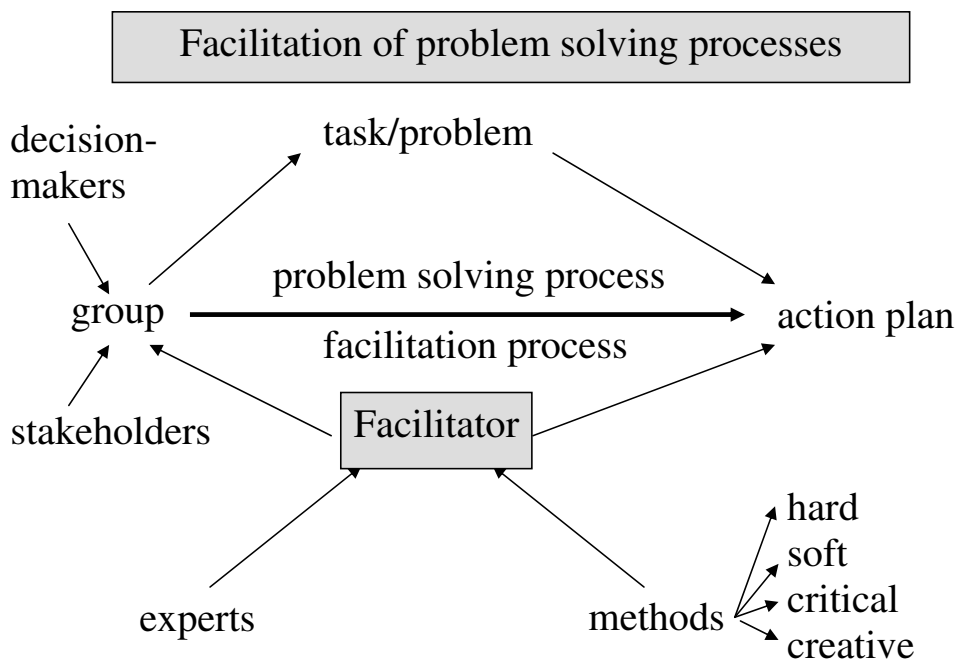 Facilitation of problem solving processes
decision-
makers
task/problem
problem solving process
group
action plan
facilitation process
stakeholders
Facilitator
experts
methods
hard
soft
critical
creative